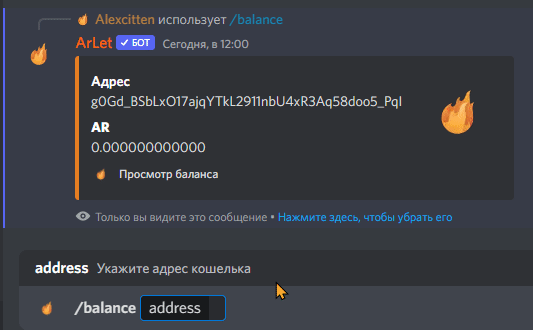 Alexcitten использует /balance
ArLet ✓ БОТ Сегодня, в 12:00
Адрес
g0Gd_BSbLxO17ajqYTkL2911nbU4xR3Aq58doo5_PqI
AR
0.000000000000
Просмотр баланса
Только вы видите это сообщение • Нажмите здесь, чтобы убрать его
address Укажите адрес кошелька
/balance address